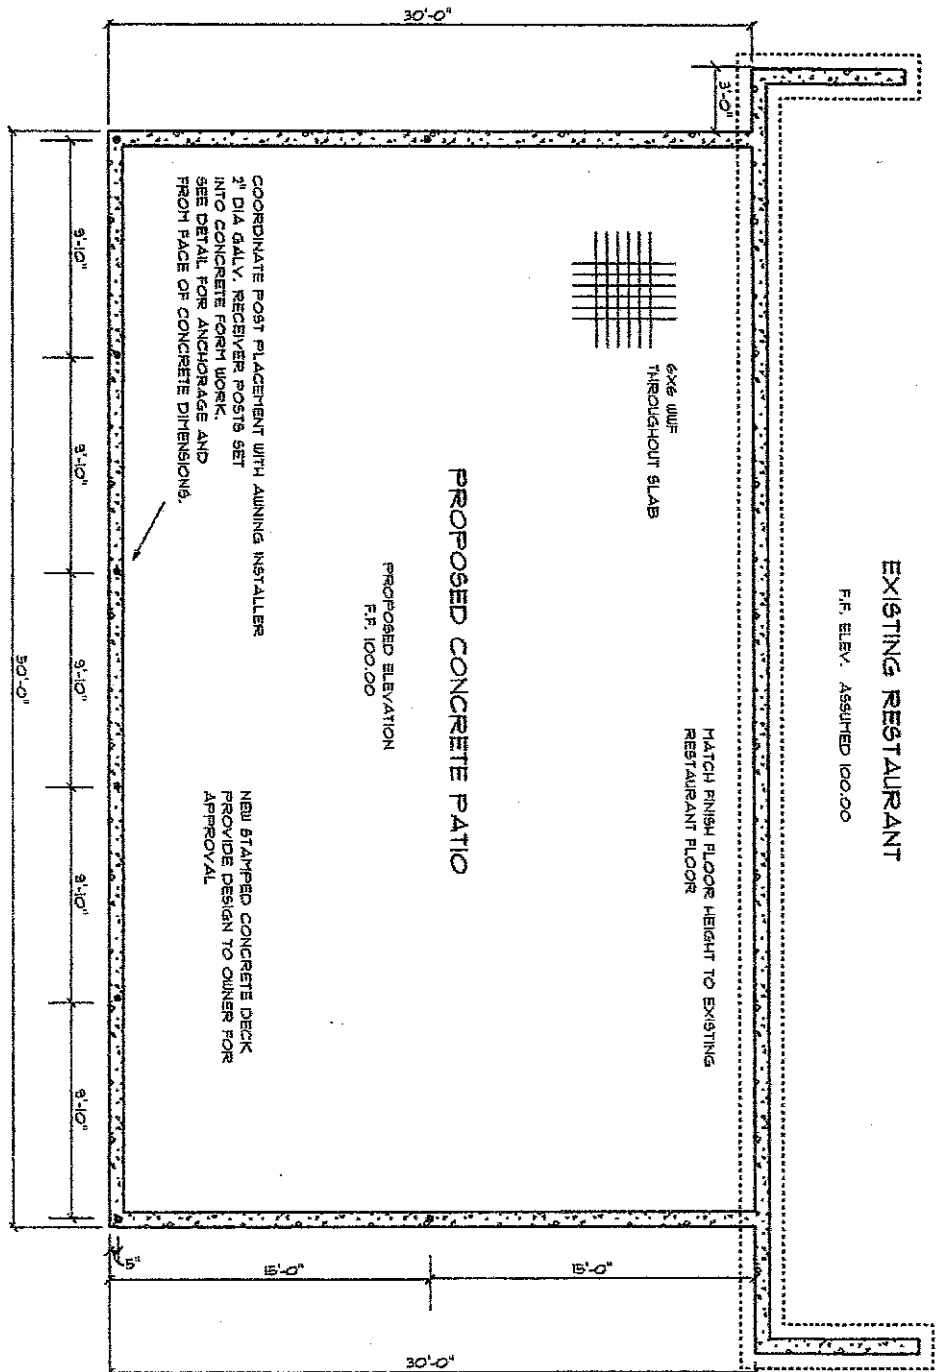 EXISTING RESTAURANT
F.F. ELEV. ASSUMED 100.00
MATCH FINISH FLOOR HEIGHT TO EXISTING
RESTAURANT FLOOR
6X6 WWF
THROUGHOUT SLAB
PROPOSED CONCRETE PATIO
PROPOSED ELEVATION
F.F. 100.00
COORDINATE POST PLACEMENT WITH AWNING INSTALLER
2" DIA GALV. RECEIVER POSTS SET
INTO CONCRETE FORM WORK.
SEE DETAIL FOR ANCHORAGE AND
FROM FACE OF CONCRETE DIMENSIONS.
NEW STAMPED CONCRETE DECK
PROVIDE DESIGN TO OWNER FOR
APPROVAL
30'-0"
3'-0"
9'-10"
9'-10"
9'-10"
9'-10"
9'-10"
50'-0"
5"
15'-0"
15'-0"
30'-0"